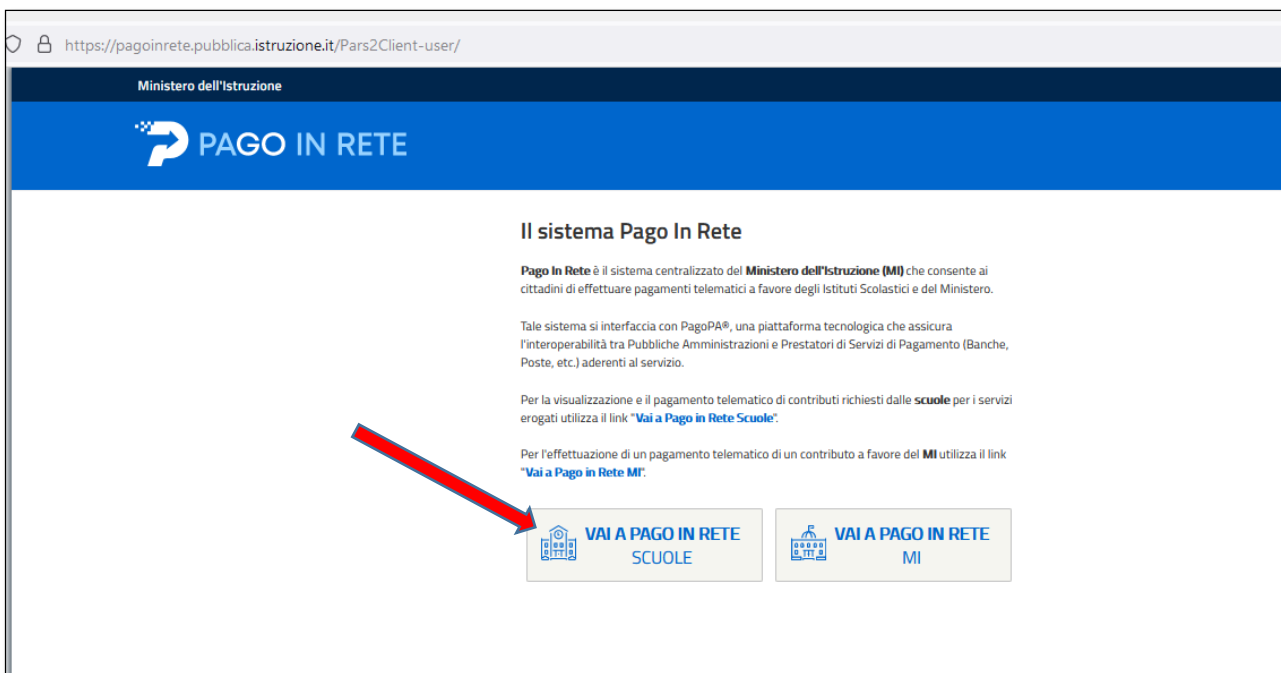 https://pagoinrete.pubblica.istruzione.it/Pars2Client-user/
Ministero dell'Istruzione
PAGO IN RETE
Il sistema Pago In Rete
Pago In Rete è il sistema centralizzato del Ministero dell'Istruzione (MI) che consente ai
cittadini di effettuare pagamenti telematici a favore degli Istituti Scolastici e del Ministero.
Tale sistema si interfaccia con PagoPA®, una piattaforma tecnologica che assicura
l'interoperabilità tra Pubbliche Amministrazioni e Prestatori di Servizi di Pagamento (Banche,
Poste, etc.) aderenti al servizio.
Per la visualizzazione e il pagamento telematico di contributi richiesti dalle scuole per i servizi
erogati utilizza il link "Vai a Pago in Rete Scuole".
Per l'effettuazione di un pagamento telematico di un contributo a favore del MI utilizza il link
"Vai a Pago in Rete MI".
VAI A PAGO IN RETE
SCUOLE
VAI A PAGO IN RETE
MI